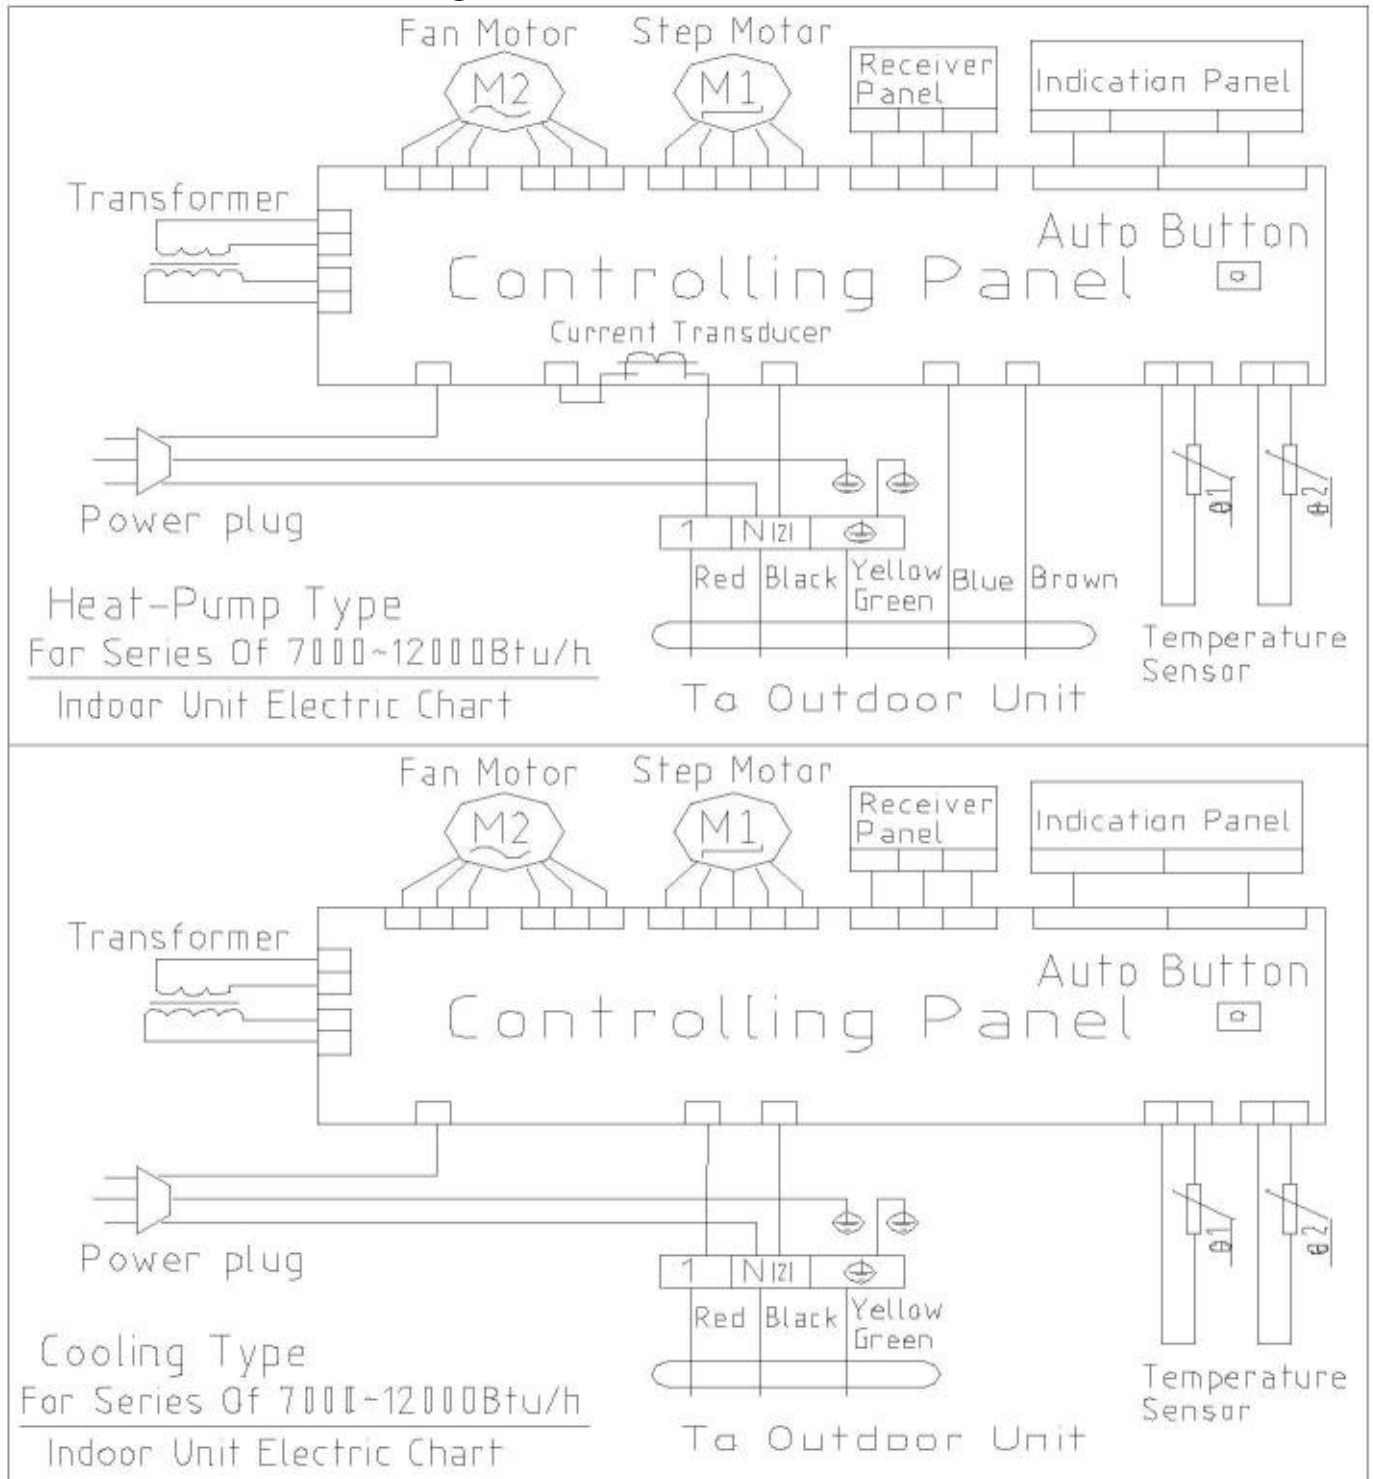 Fan Motor
Step Motor
M2
M1
Receiver
Panel
Indication Panel
Transformer
Auto Button
Controlling Panel
Current Transducer
Power plug
1
N(2)
Red
Black
Yellow
Green
Blue
Brown
θ1
θ2
Heat-Pump Type
For Series Of 7000~12000Btu/h
Indoor Unit Electric Chart
To Outdoor Unit
Temperature
Sensor
Fan Motor
Step Motor
M2
M1
Receiver
Panel
Indication Panel
Transformer
Auto Button
Controlling Panel
Power plug
1
N(2)
Red
Black
Yellow
Green
θ1
θ2
Cooling Type
For Series Of 7000~12000Btu/h
Indoor Unit Electric Chart
To Outdoor Unit
Temperature
Sensor